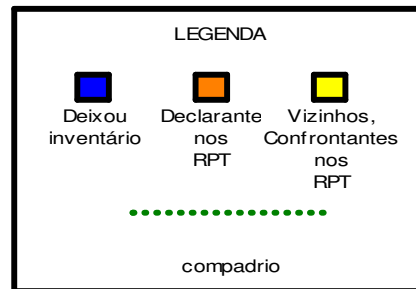 LEGENDA
Deixou
inventário
Declarante
nos
RPT
Vizinhos,
Confrontantes
nos
RPT
compadrio